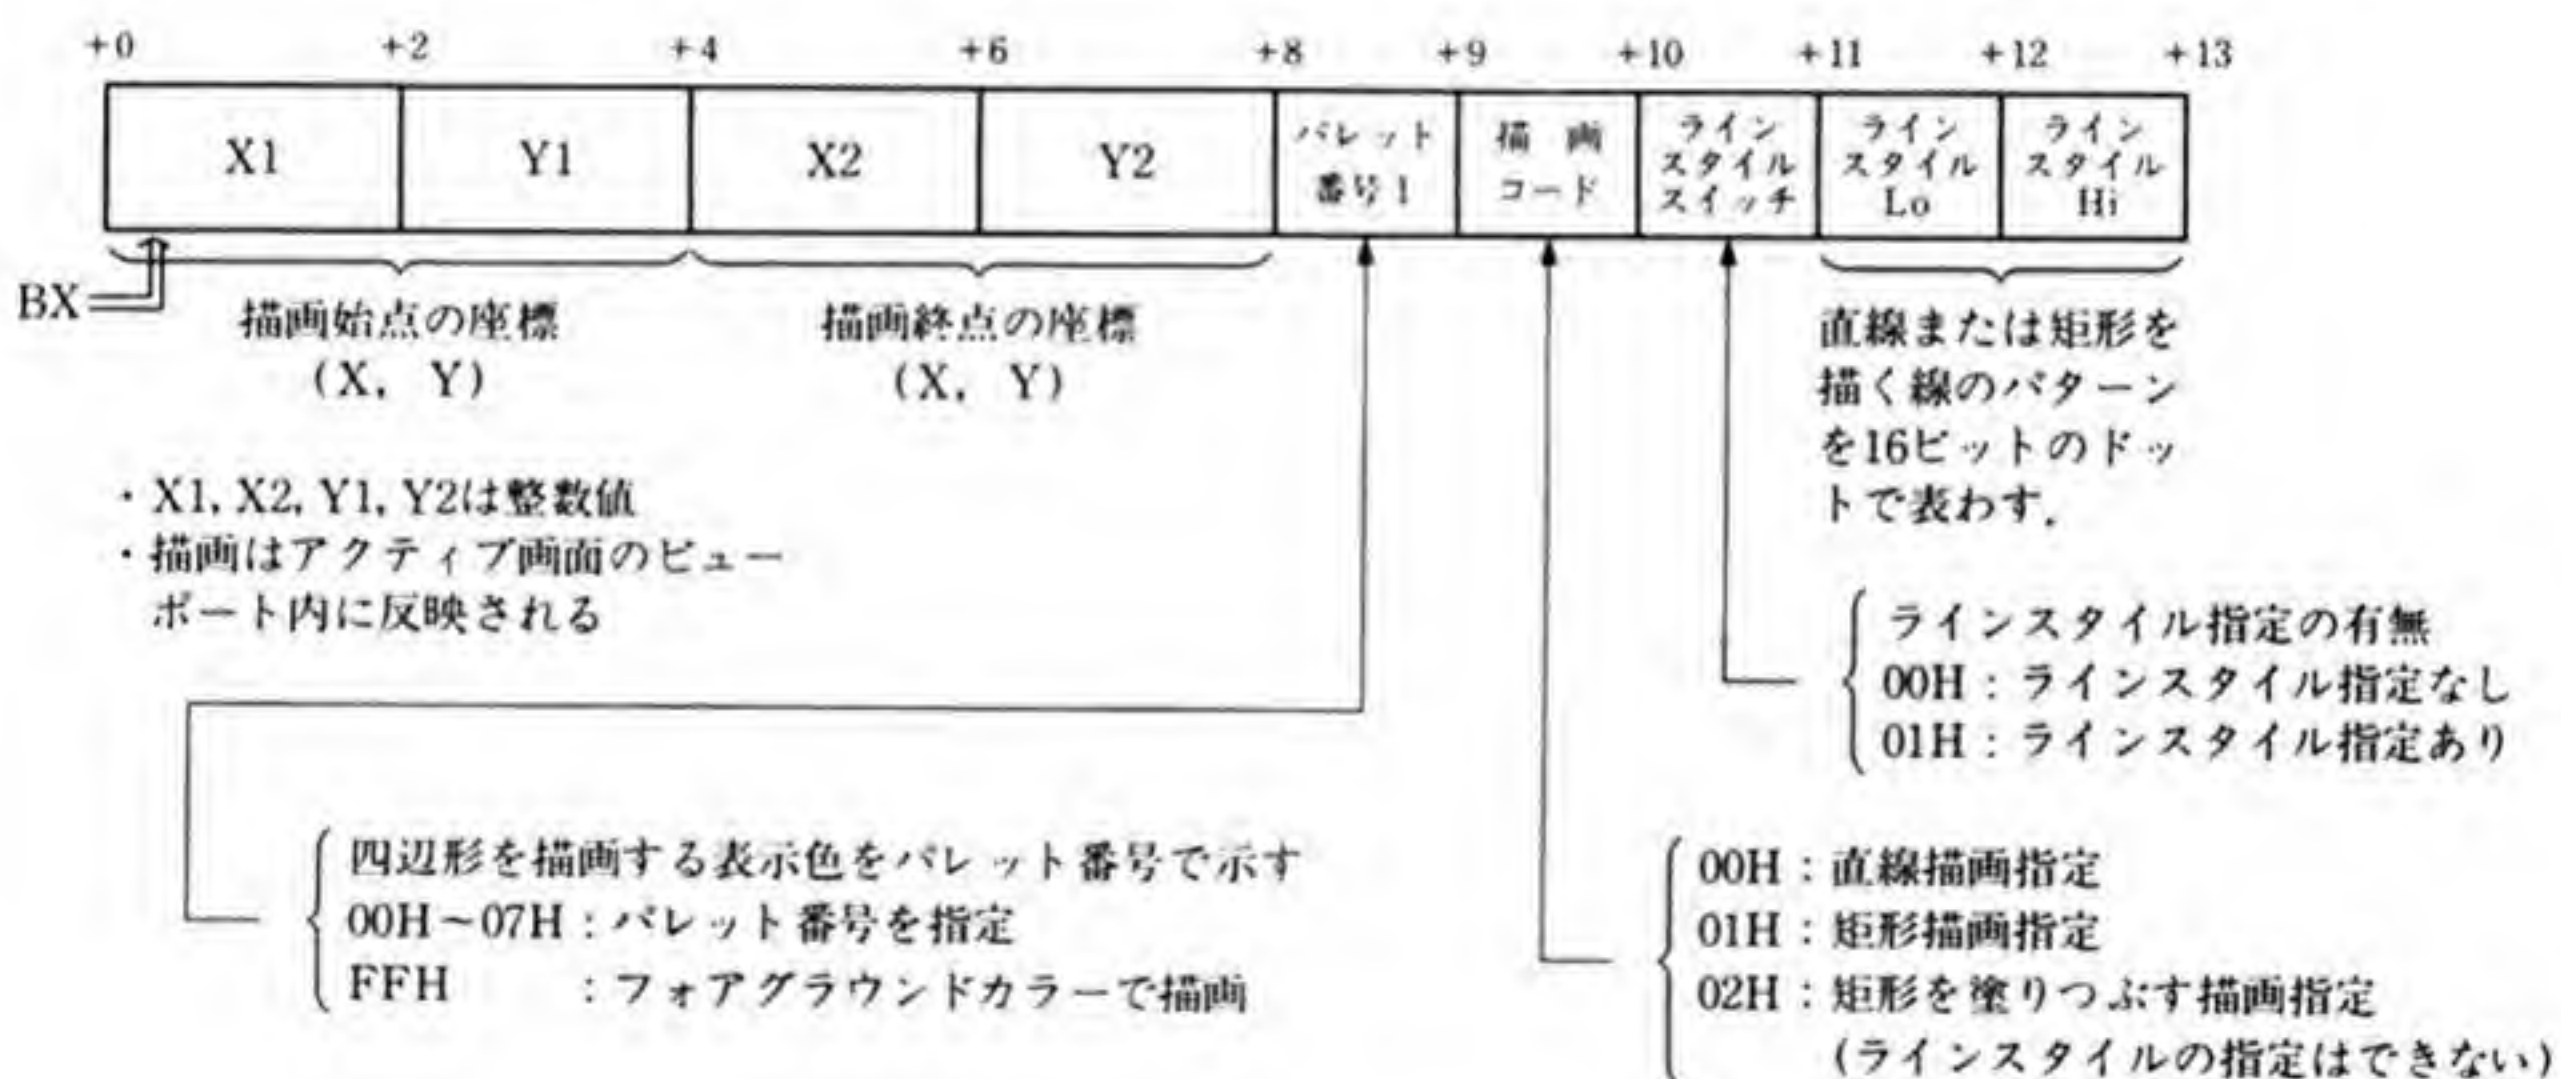 +0 +2 +4 +6 +8 +9 +10 +11 +12 +13
X1
Y1
X2
Y2
パレット
番号1
描画
コード
ライン
スタイル
スイッチ
ライン
スタイル
Lo
ライン
スタイル
Hi
BX
描画始点の座標
(X, Y)
描画終点の座標
(X, Y)
直線または矩形を
描く線のパターン
を16ビットのドッ
トで表わす.
・X1, X2, Y1, Y2は整数値
・描画はアクティブ画面のビュー
ポート内に反映される
ラインスタイル指定の有無
00H:ラインスタイル指定なし
01H:ラインスタイル指定あり
四辺形を描画する表示色をパレット番号で示す
00H~07H:パレット番号を指定
FFH :フォアグラウンドカラーで描画
00H:直線描画指定
01H:矩形描画指定
02H:矩形を塗りつぶす描画指定
(ラインスタイルの指定はできない)